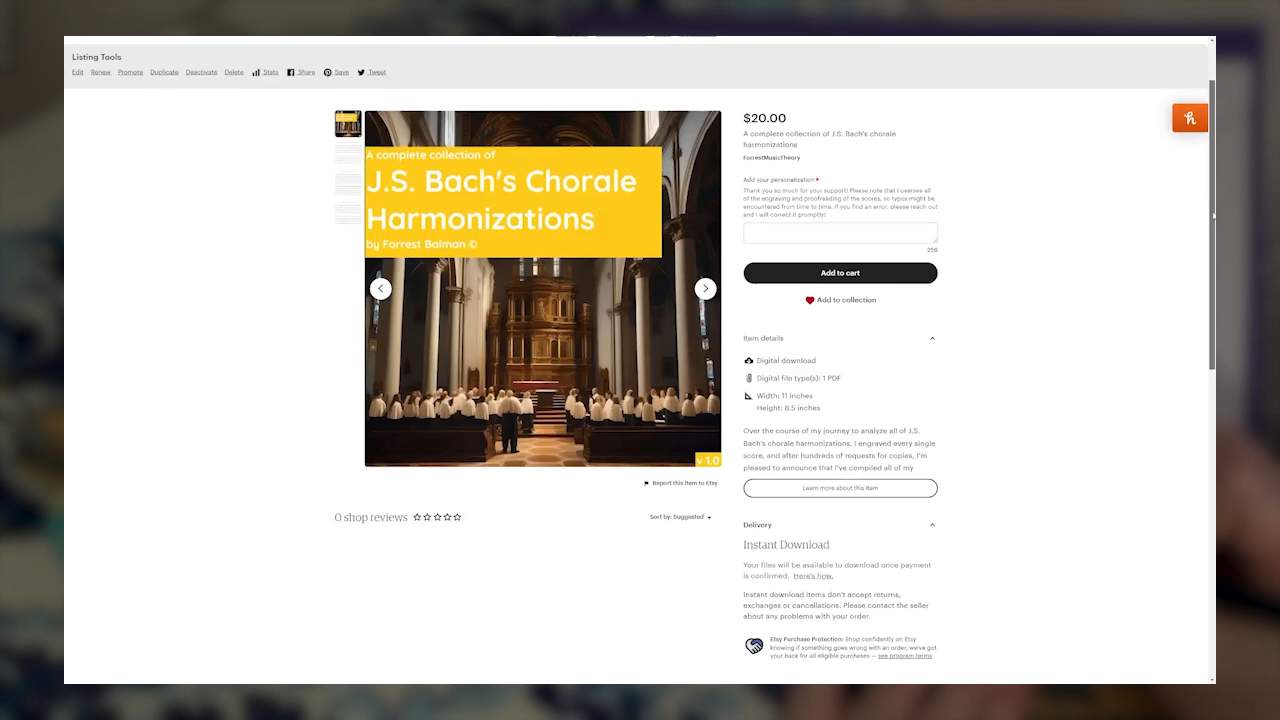 Listing Tools
Edit Renew Promote Duplicate Deactivate Delete Stats Share Save Tweet
A complete collection of
J.S. Bach's Chorale
Harmonizations
by Forrest Balman ©
v 1.0
Report this item to Etsy
0 shop reviews
Sort by: Suggested
$20.00
A complete collection of J.S. Bach's chorale
harmonizations
ForrestMusicTheory
Add your personalization *
Thank you so much for your support! Please note that I oversee all
of the engraving and proofreading of the scores, so typos might be
encountered from time to time. If you find an error, please reach out
and I will correct it promptly!
256
Add to cart
Add to collection
Item details
Digital download
Digital file type(s): 1 PDF
Width: 11 inches
Height: 8.5 inches
Over the course of my journey to analyze all of J.S.
Bach's chorale harmonizations, I engraved every single
score, and after hundreds of requests for copies, I'm
pleased to announce that I've compiled all of my
Learn more about this item
Delivery
Instant Download
Your files will be available to download once payment
is confirmed. Here's how.
Instant download items don't accept returns,
exchanges or cancellations. Please contact the seller
about any problems with your order.
Etsy Purchase Protection: Shop confidently on Etsy
knowing if something goes wrong with an order, we've got
your back for all eligible purchases — see program terms
h